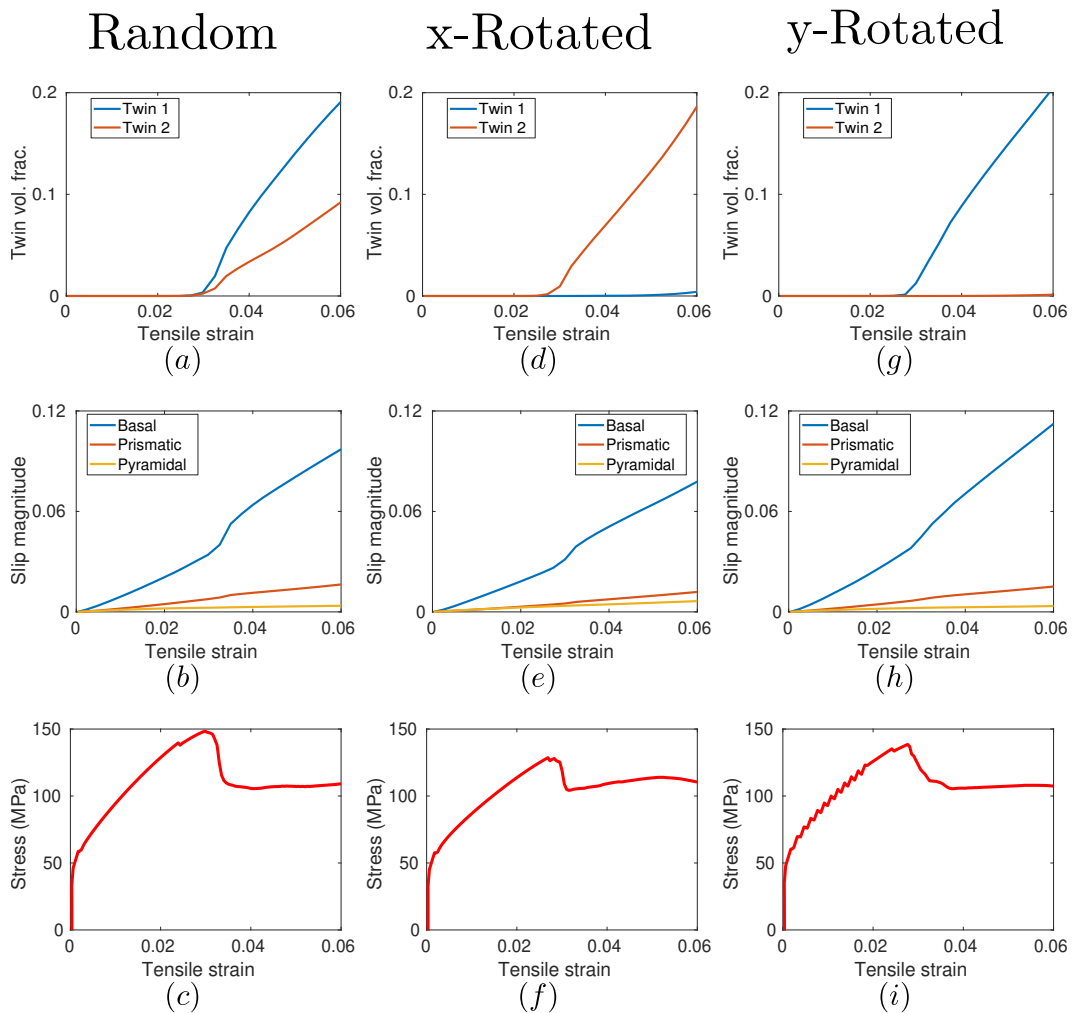 Random x-Rotated y-Rotated
0.2 0.2 0.2
Twin 1 Twin 1 Twin 1
Twin 2 Twin 2 Twin 2
Twin vol. frac. Twin vol. frac. Twin vol. frac.
0.1 0.1 0.1
0 0 0
0 0.02 0.04 0.06 0 0.02 0.04 0.06 0 0.02 0.04 0.06
Tensile strain Tensile strain Tensile strain
(a) (d) (g)
0.12 0.12 0.12
Basal Basal Basal
Prismatic Prismatic Prismatic
Pyramidal Pyramidal Pyramidal
Slip magnitude Slip magnitude Slip magnitude
0.06 0.06 0.06
0 0 0
0 0.02 0.04 0.06 0 0.02 0.04 0.06 0 0.02 0.04 0.06
Tensile strain Tensile strain Tensile strain
(b) (e) (h)
150 150 150
Stress (MPa) Stress (MPa) Stress (MPa)
100 100 100
50 50 50
0 0 0
0 0.02 0.04 0.06 0 0.02 0.04 0.06 0 0.02 0.04 0.06
Tensile strain Tensile strain Tensile strain
(c) (f) (i)